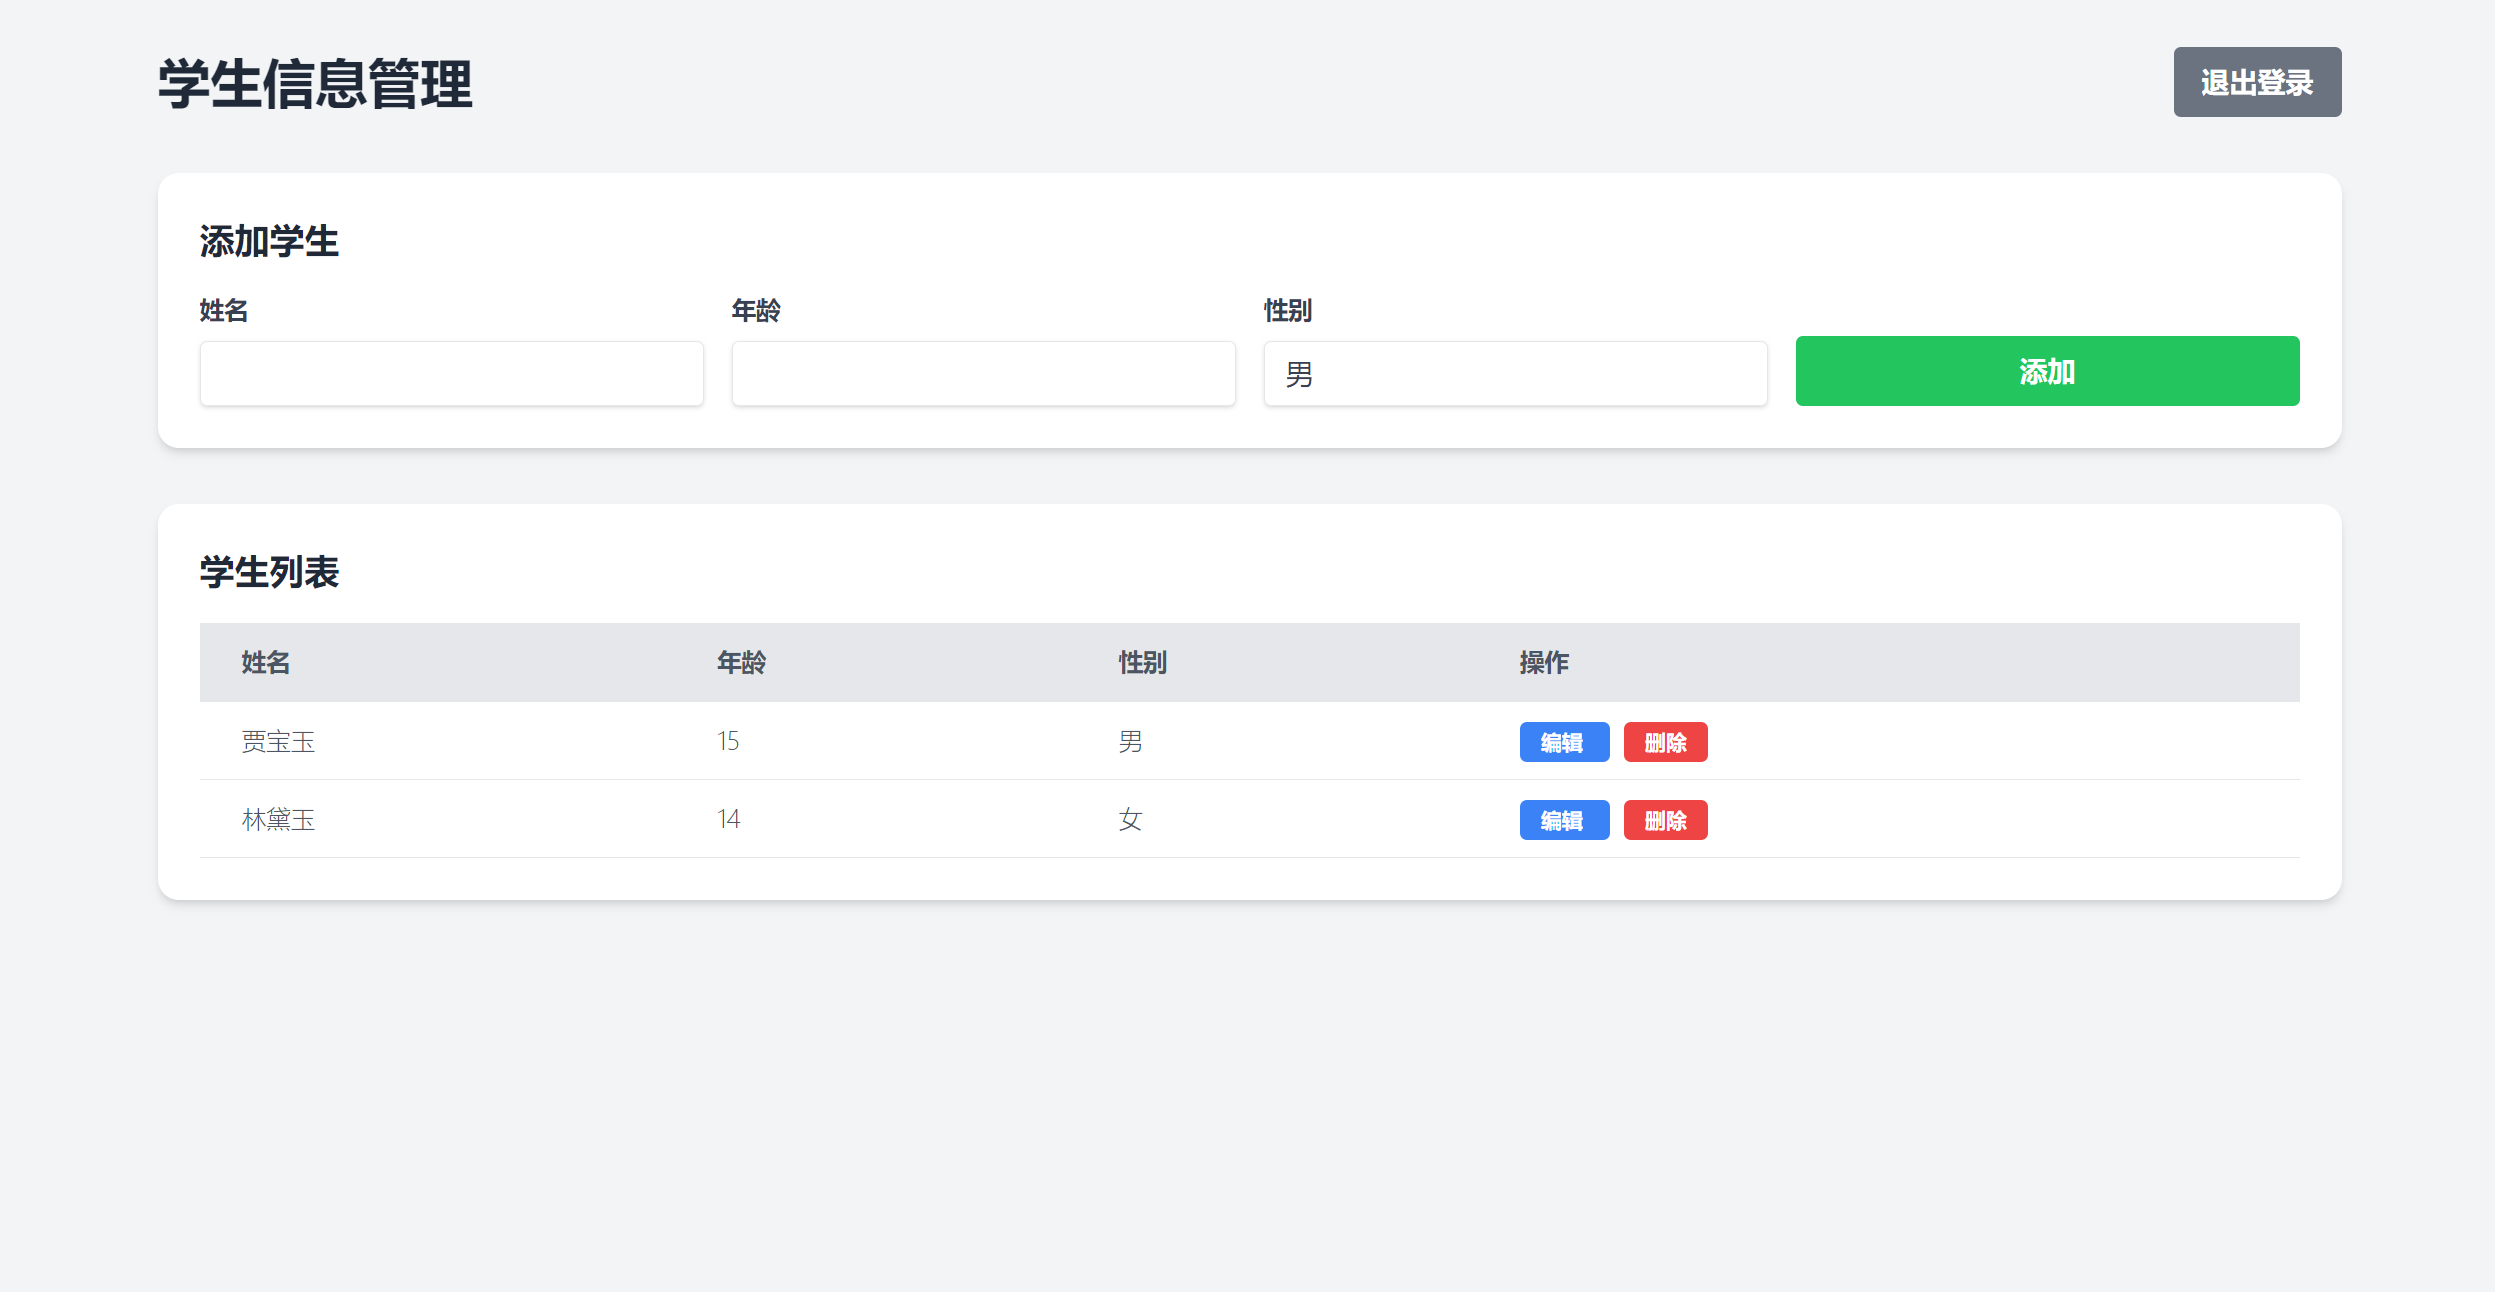 学生信息管理 退出登录
添加学生
姓名 年龄 性别
男 添加
学生列表
姓名 年龄 性别 操作
贾宝玉 15 男 编辑 删除
林黛玉 14 女 编辑 删除